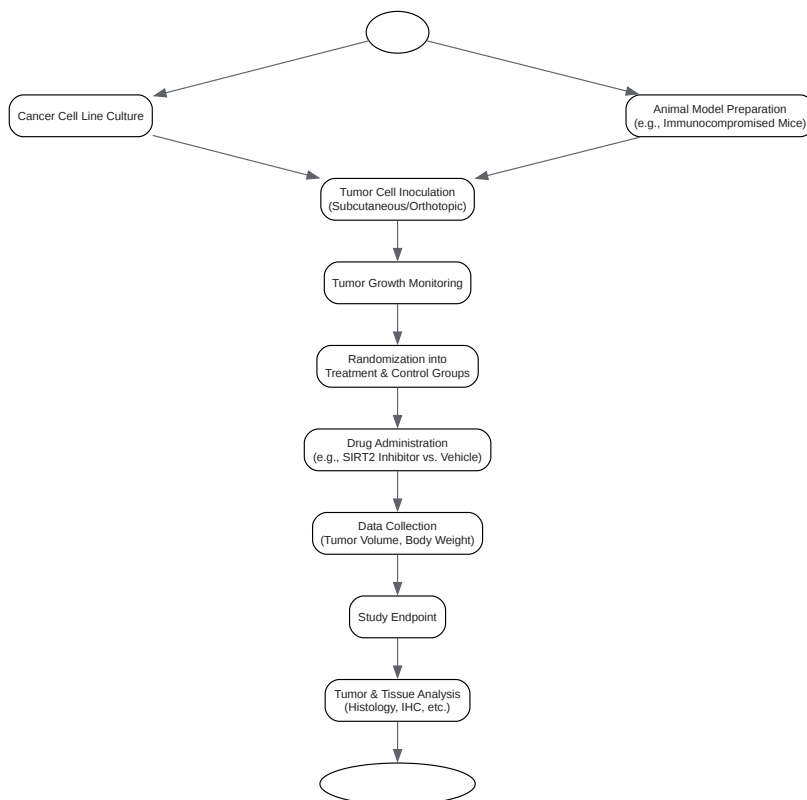 Cancer Cell Line Culture
Animal Model Preparation
(e.g., Immunocompromised Mice)
Tumor Cell Inoculation
(Subcutaneous/Orthotopic)
Tumor Growth Monitoring
Randomization into
Treatment & Control Groups
Drug Administration
(e.g., SIRT2 Inhibitor vs. Vehicle)
Data Collection
(Tumor Volume, Body Weight)
Study Endpoint
Tumor & Tissue Analysis
(Histology, IHC, etc.)